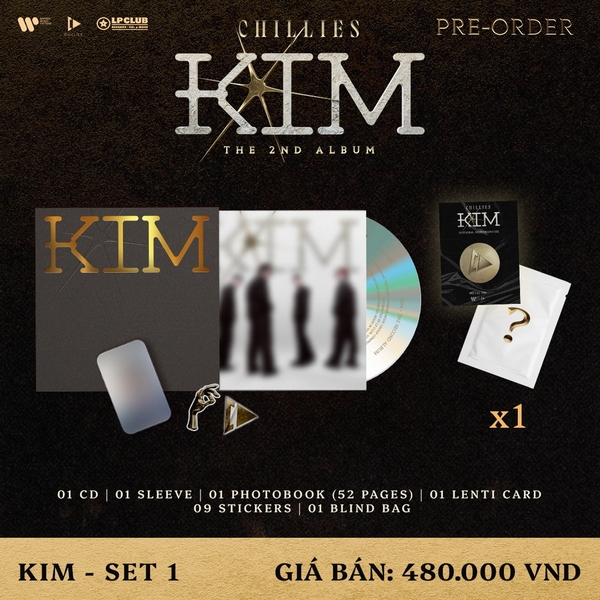 LP CLUB
CHILLIES
PRE-ORDER
KIM
THE 2ND ALBUM
KIM
KIM
CHILLIES
KIM
?
x1
01 CD | 01 SLEEVE | 01 PHOTOBOOK (52 PAGES) | 01 LENTI CARD
09 STICKERS | 01 BLIND BAG
KIM - SET 1
GIÁ BÁN: 480.000 VND